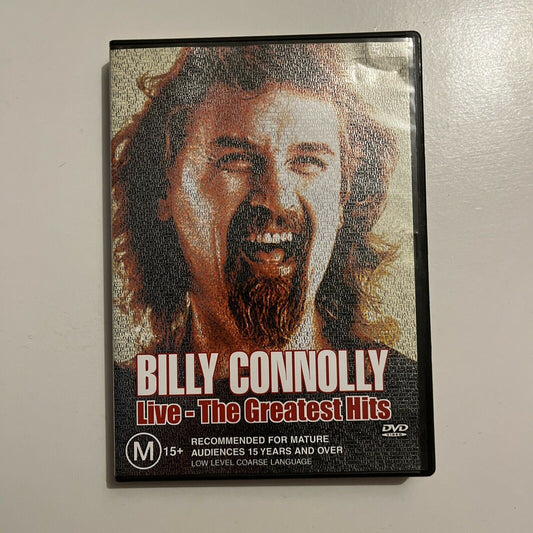 BILLY CONNOLLY
Live - The Greatest Hits
DVD
VIDEO
M 15+
RECOMMENDED FOR MATURE
AUDIENCES 15 YEARS AND OVER
LOW LEVEL COARSE LANGUAGE